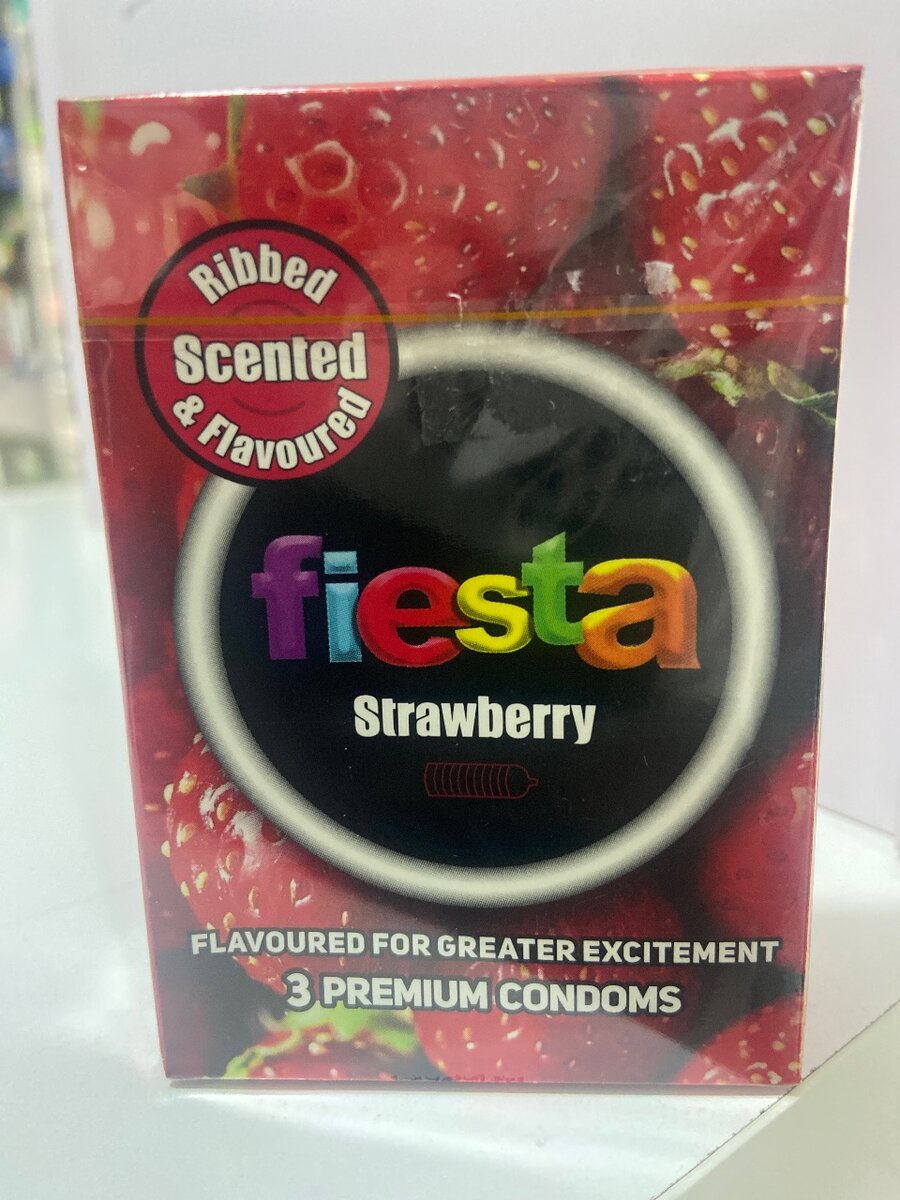 Ribbed
Scented
& Flavoured
fiesta
Strawberry
FLAVOURED FOR GREATER EXCITEMENT
3 PREMIUM CONDOMS